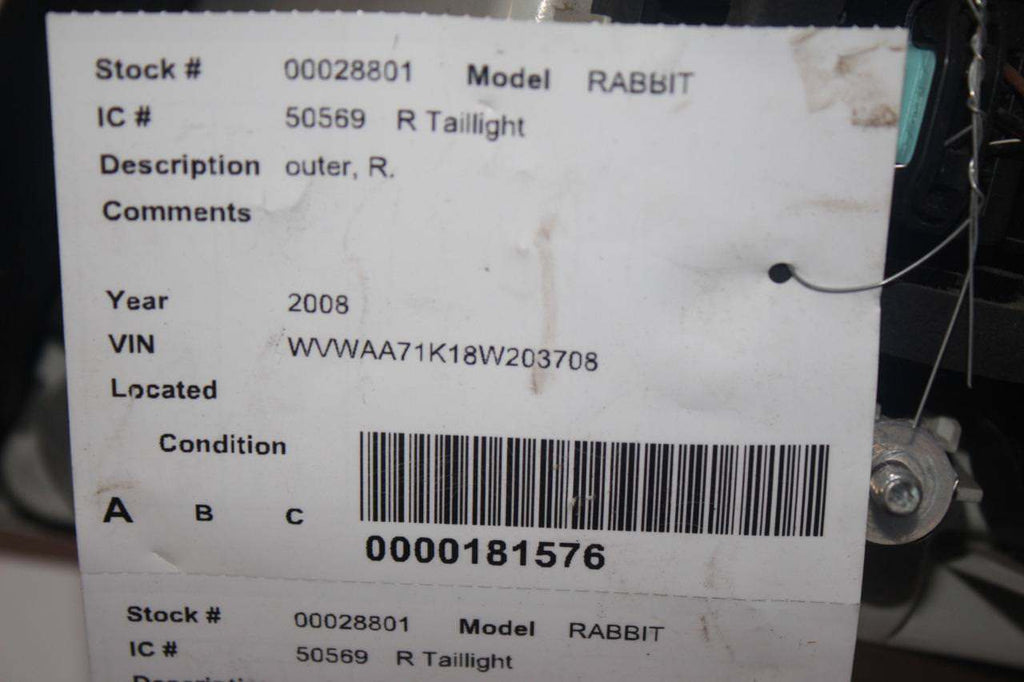 Stock # 00028801 Model RABBIT
IC # 50569 R Taillight
Description outer, R.
Comments
Year 2008
VIN WVWAA71K18W203708
Located
Condition
A B C
0000181576
Stock # 00028801 Model RABBIT
IC # 50569 R Taillight